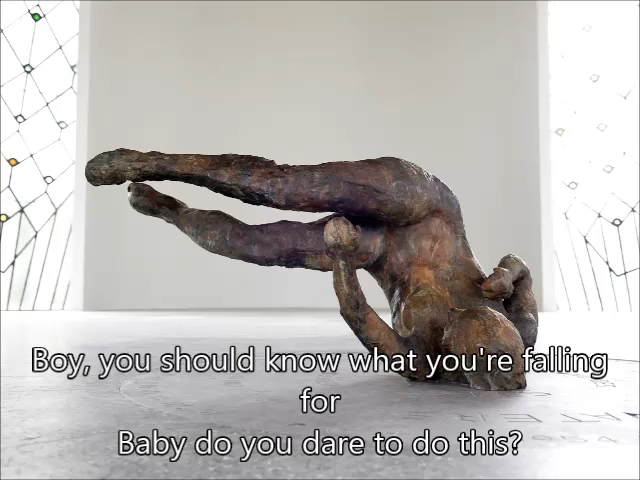 Boy, you should know what you're falling
for
Baby do you dare to do this?